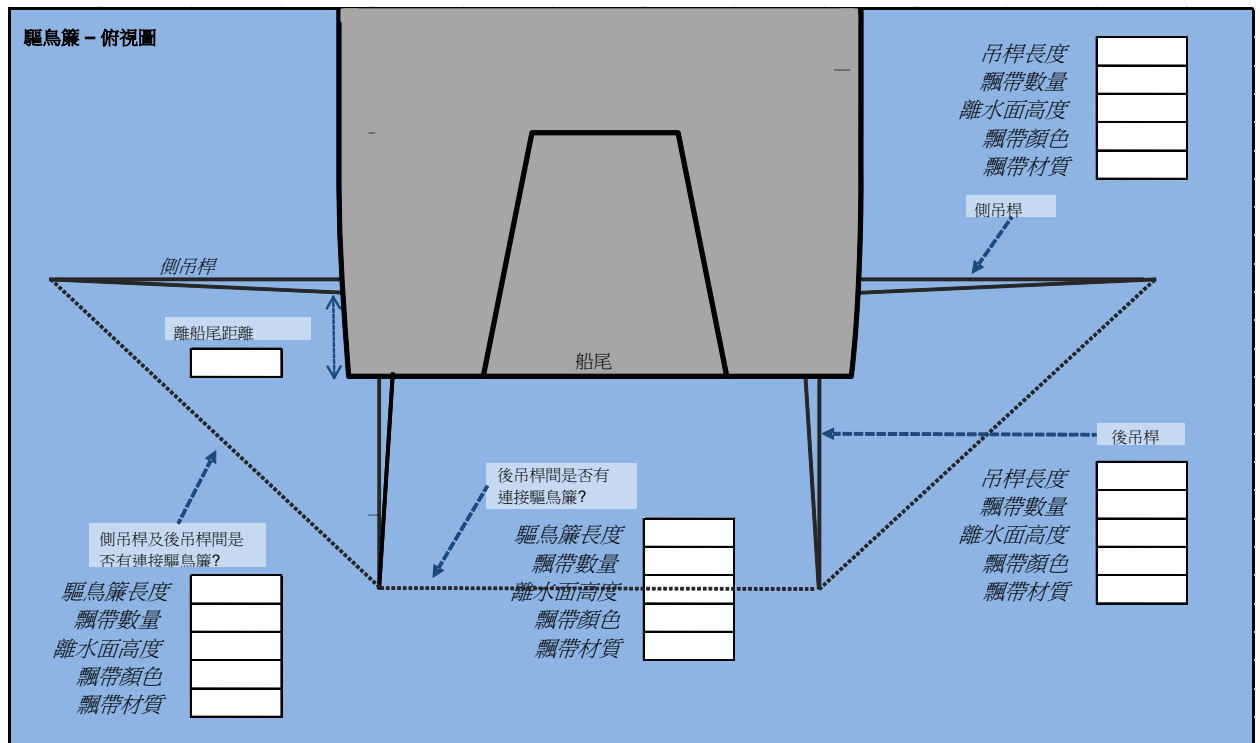 驅鳥簾 – 俯視圖
吊桿長度
飄帶數量
離水面高度
飄帶顏色
飄帶材質
側吊桿
側吊桿
離船尾距離
船尾
後吊桿
後吊桿間是否有
連接驅鳥簾?
吊桿長度
飄帶數量
離水面高度
飄帶顏色
飄帶材質
側吊桿及後吊桿間是
否有連接驅鳥簾?
驅鳥簾長度
飄帶數量
離水面高度
飄帶顏色
飄帶材質
驅鳥簾長度
飄帶數量
離水面高度
飄帶顏色
飄帶材質